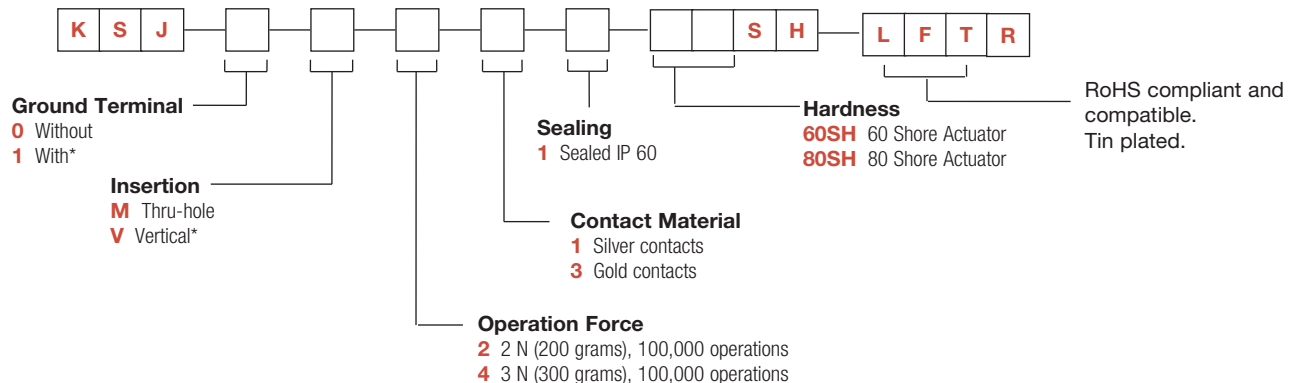 K S J S H L F T R
Ground Terminal
0 Without
1 With*
Insertion
M Thru-hole
V Vertical*
Operation Force
2 2 N (200 grams), 100,000 operations
4 3 N (300 grams), 100,000 operations
Contact Material
1 Silver contacts
3 Gold contacts
Sealing
1 Sealed IP 60
Hardness
60SH 60 Shore Actuator
80SH 80 Shore Actuator
RoHS compliant and
compatible.
Tin plated.